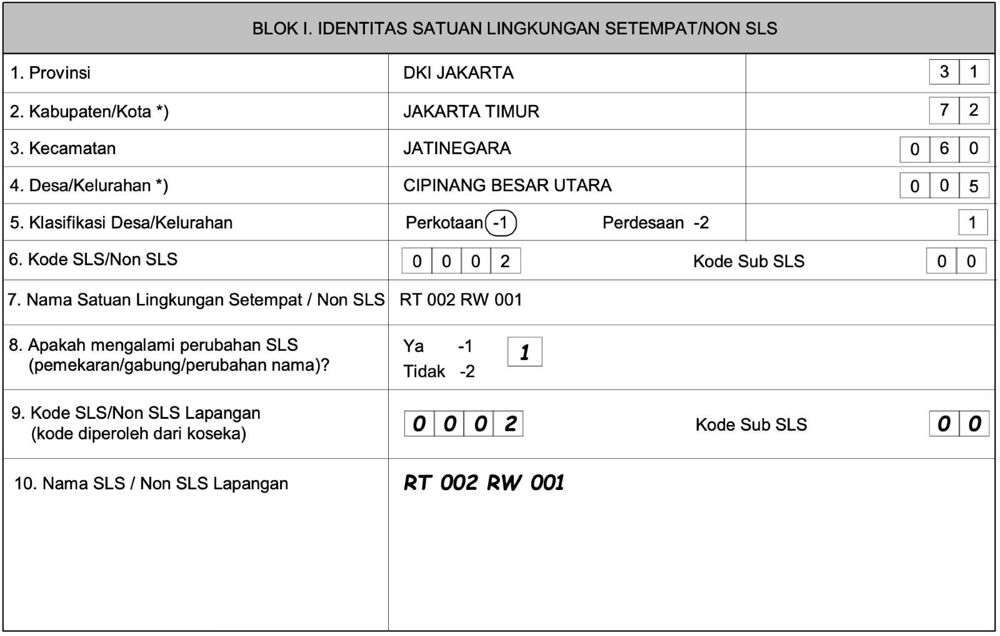 BLOK I. IDENTITAS SATUAN LINGKUNGAN SETEMPAT/NON SLS
1. Provinsi DKI JAKARTA 3 1
2. Kabupaten/Kota *) JAKARTA TIMUR 7 2
3. Kecamatan JATINEGARA 0 6 0
4. Desa/Kelurahan *) CIPINANG BESAR UTARA 0 0 5
5. Klasifikasi Desa/Kelurahan Perkotaan -1 Perdesaan -2 1
6. Kode SLS/Non SLS 0 0 0 2 Kode Sub SLS 0 0
7. Nama Satuan Lingkungan Setempat / Non SLS RT 002 RW 001
8. Apakah mengalami perubahan SLS Ya -1 1
(pemekaran/gabung/perubahan nama)? Tidak -2
9. Kode SLS/Non SLS Lapangan 0 0 0 2 Kode Sub SLS 0 0
(kode diperoleh dari koseka)
10. Nama SLS / Non SLS Lapangan RT 002 RW 001